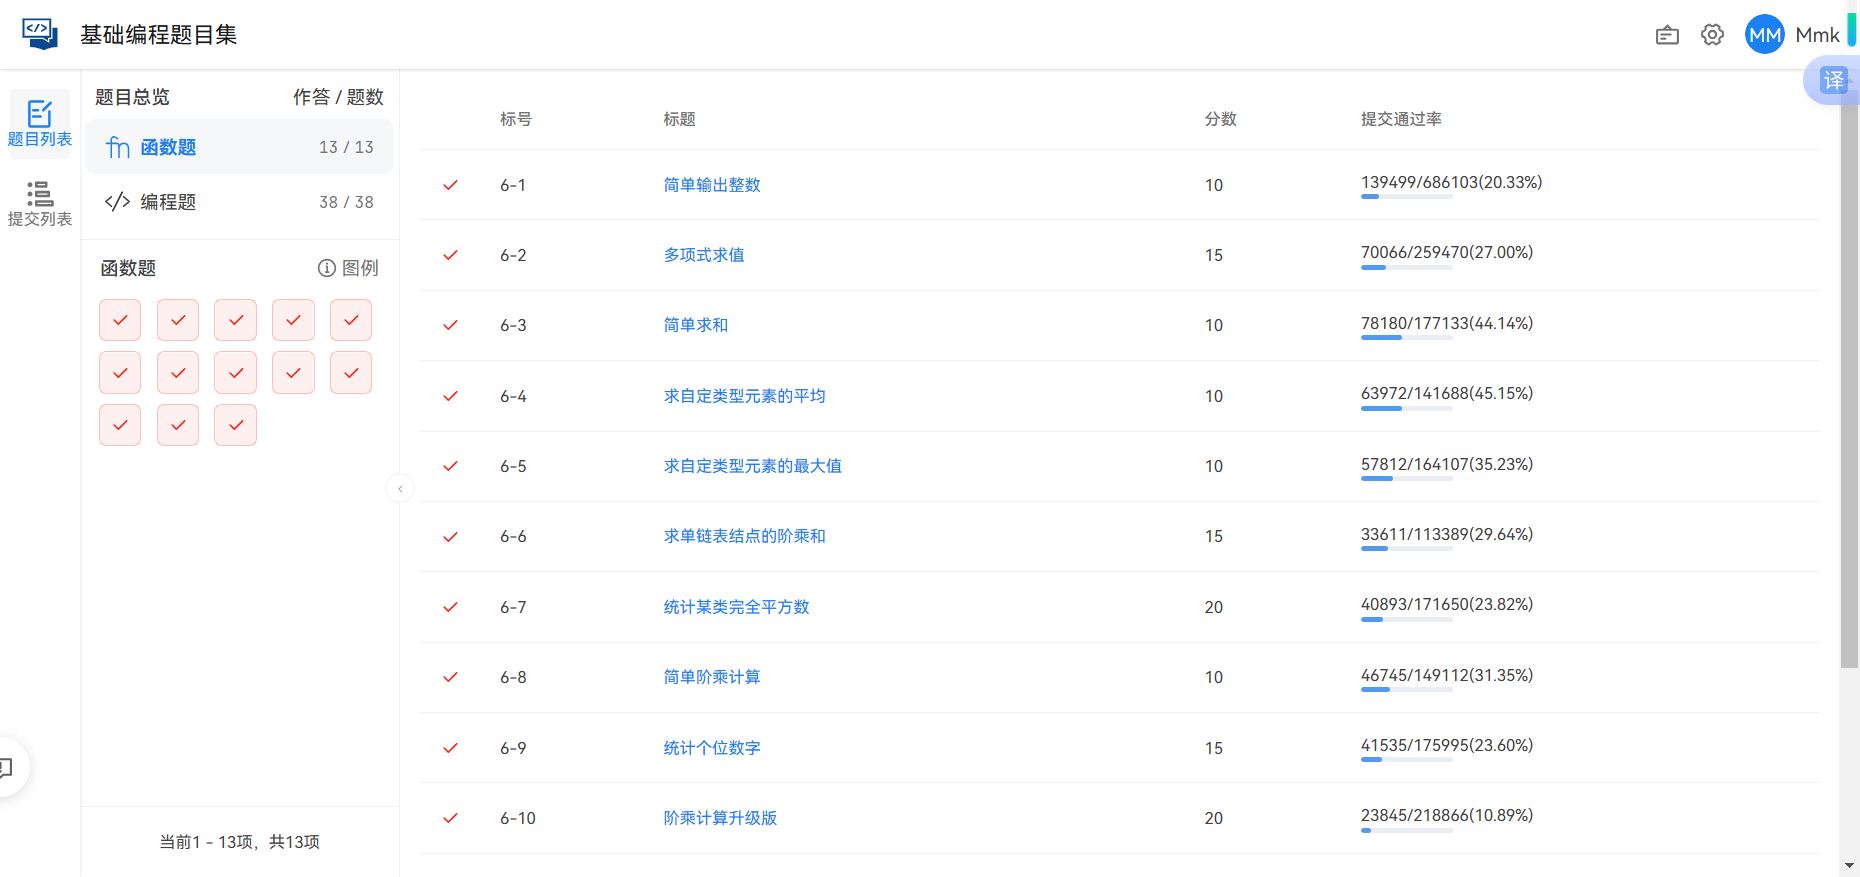 基础编程题目集
MM
Mmk
译
题目列表
提交列表
题目总览
作答 / 题数
fn 函数题
13 / 13
</> 编程题
38 / 38
函数题
图例
当前1 - 13项，共13项
标号 标题 分数 提交通过率
6-1 简单输出整数 10 139499/686103(20.33%)
6-2 多项式求值 15 70066/259470(27.00%)
6-3 简单求和 10 78180/177133(44.14%)
6-4 求自定类型元素的平均 10 63972/141688(45.15%)
6-5 求自定类型元素的最大值 10 57812/164107(35.23%)
6-6 求单链表结点的阶乘和 15 33611/113389(29.64%)
6-7 统计某类完全平方数 20 40893/171650(23.82%)
6-8 简单阶乘计算 10 46745/149112(31.35%)
6-9 统计个位数字 15 41535/175995(23.60%)
6-10 阶乘计算升级版 20 23845/218866(10.89%)